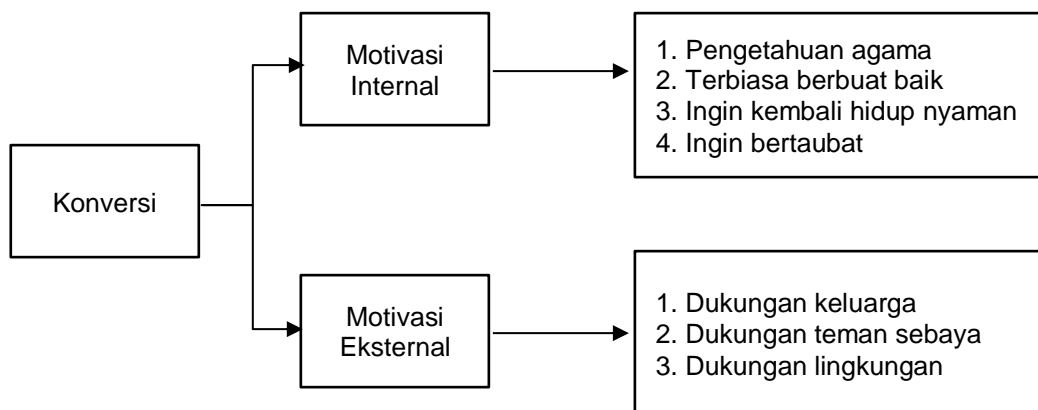 Konversi
Motivasi
Internal
1. Pengetahuan agama
2. Terbiasa berbuat baik
3. Ingin kembali hidup nyaman
4. Ingin bertaubat
Motivasi
Eksternal
1. Dukungan keluarga
2. Dukungan teman sebaya
3. Dukungan lingkungan